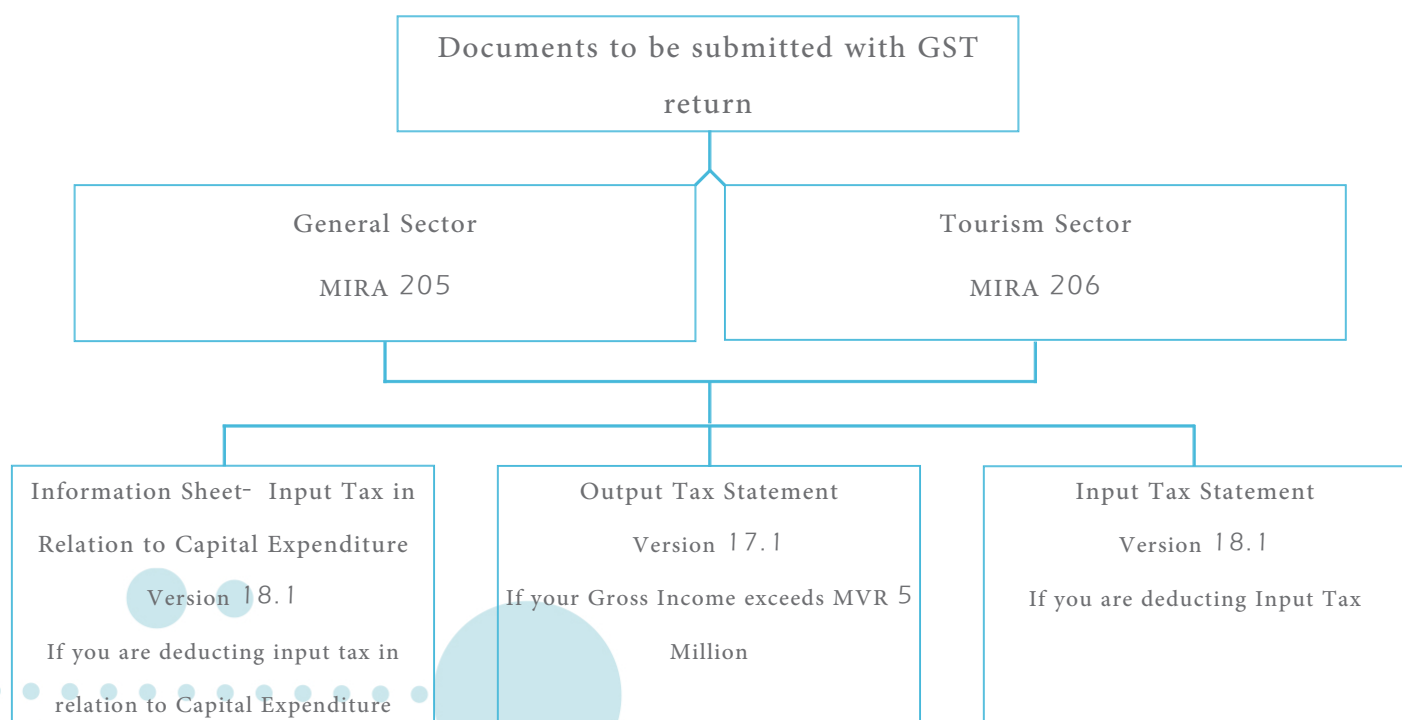 Documents to be submitted with GST
return
General Sector
MIRA 205
Tourism Sector
MIRA 206
Information Sheet- Input Tax in
Relation to Capital Expenditure
Version 18.1
If you are deducting input tax in
relation to Capital Expenditure
Output Tax Statement
Version 17.1
If your Gross Income exceeds MVR 5
Million
Input Tax Statement
Version 18.1
If you are deducting Input Tax